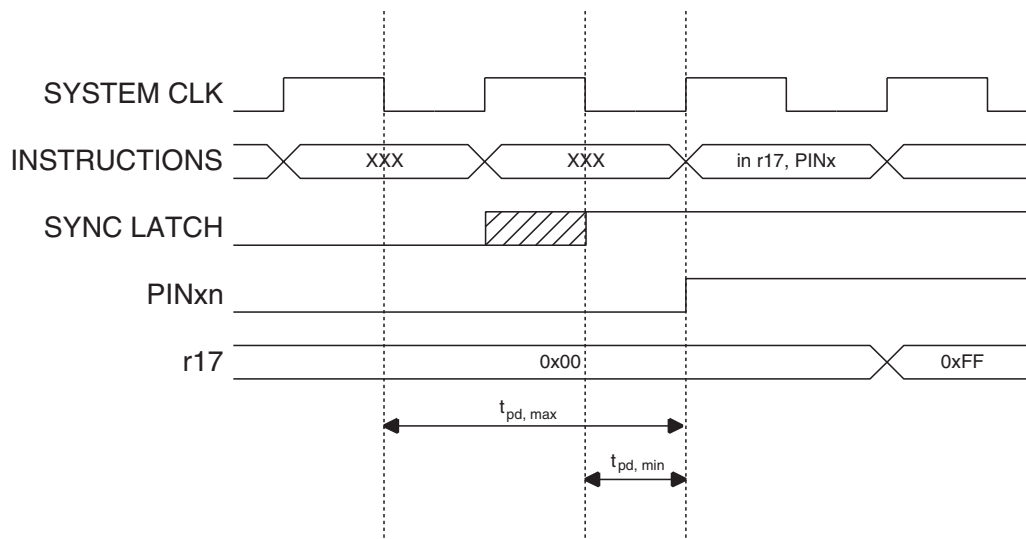 SYSTEM CLK
INSTRUCTIONS XXX XXX in r17, PINx
SYNC LATCH
PINxn
r17 0x00 0xFF
tpd, max
tpd, min